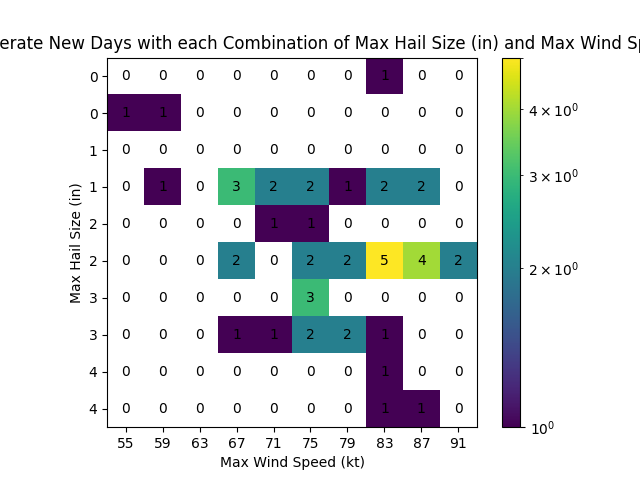 erate New Days with each Combination of Max Hail Size (in) and Max Wind Sp
0 0 0 0 0 0 0 0 1 0 0
0 1 1 0 0 0 0 0 0 0 0
1 0 0 0 0 0 0 0 0 0 0
1 0 1 0 3 2 2 1 2 2 0
2 0 0 0 0 1 1 0 0 0 0
2 0 0 0 2 0 2 2 5 4 2
3 0 0 0 0 0 3 0 0 0 0
3 0 0 0 1 1 2 2 1 0 0
4 0 0 0 0 0 0 0 1 0 0
4 0 0 0 0 0 0 0 1 1 0
55 59 63 67 71 75 79 83 87 91
Max Wind Speed (kt)
Max Hail Size (in)
4 × 10⁰
3 × 10⁰
2 × 10⁰
10⁰